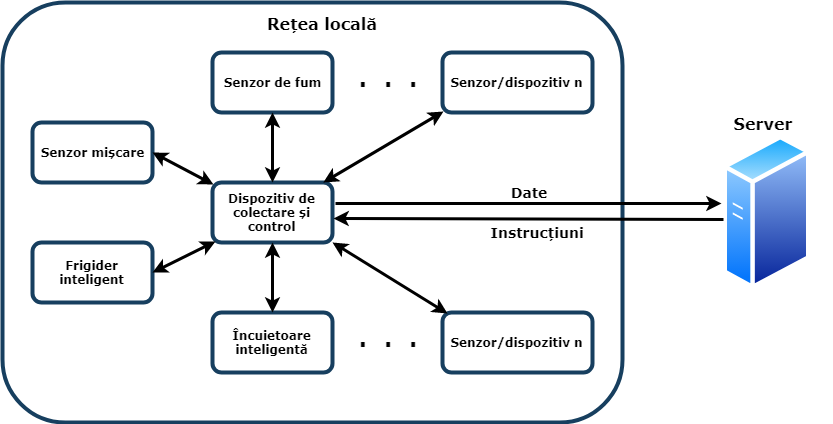 Rețea locală
Senzor de fum
. . .
Senzor/dispozitiv n
Server
Senzor mișcare
Dispozitiv de
colectare și
control
Date
Instrucțiuni
Frigider
inteligent
Încuietoare
inteligentă
. . .
Senzor/dispozitiv n